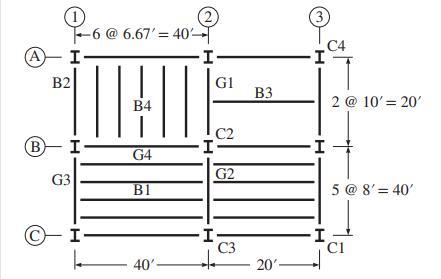 1 2 3
6 @ 6.67′ = 40′
A C4
B2 G1 B3
B4 2 @ 10′ = 20′
B C2
G4
G3 B1 G2 5 @ 8′ = 40′
C
C3 C1
40′ 20′